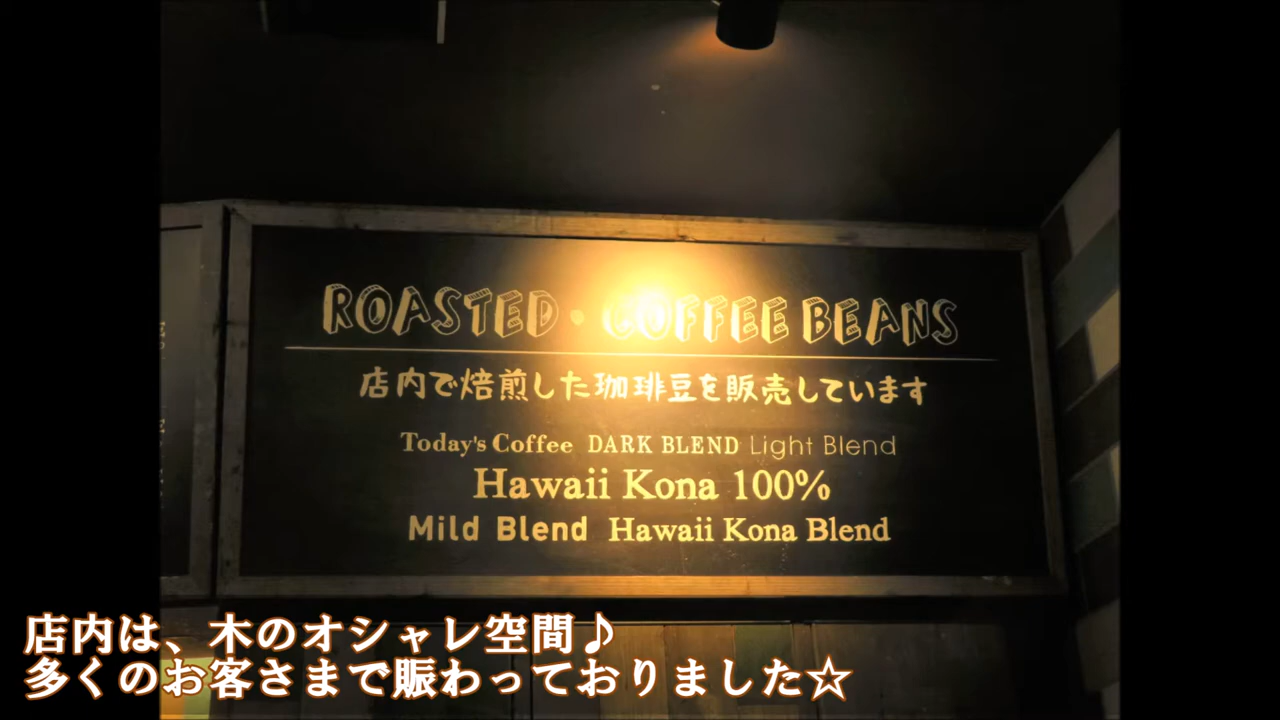 ROASTED・COFFEE BEANS
店内で焙煎した珈琲豆を販売しています
Today's Coffee DARK BLEND Light Blend
Hawaii Kona 100%
Mild Blend Hawaii Kona Blend
店内は、木のオシャレ空間♪
多くのお客さまで賑わっておりました☆